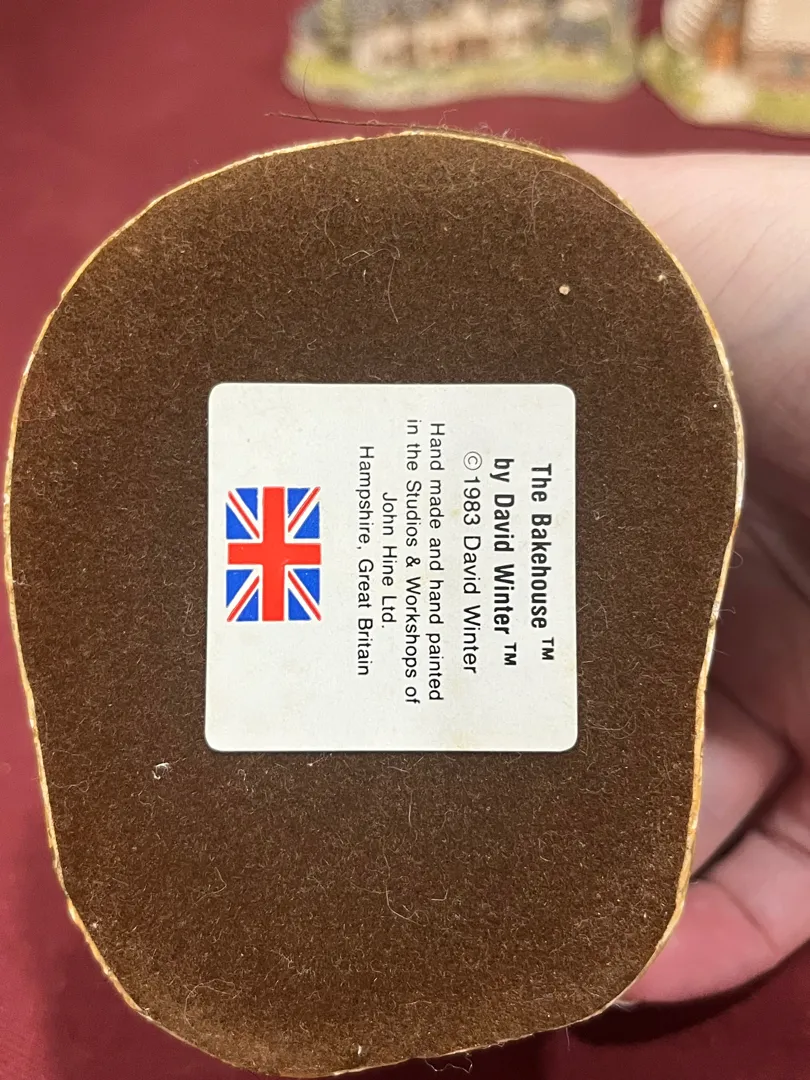 The Bakehouse ™
by David Winter ™
© 1983 David Winter
Hand made and hand painted
in the Studios & Workshops of
John Hine Ltd.
Hampshire, Great Britain